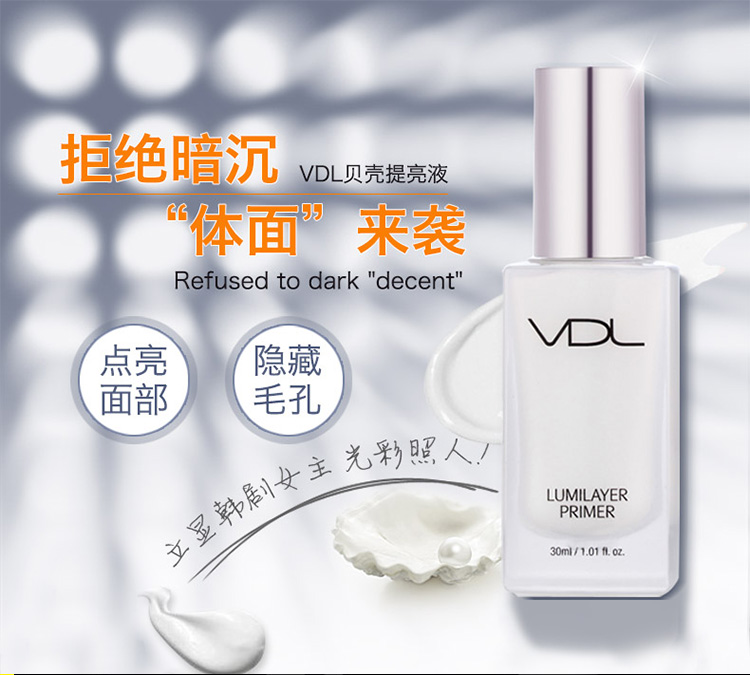 拒绝暗沉 VDL贝壳提亮液
“体面”来袭
Refused to dark "decent"
点亮
面部
隐藏
毛孔
立显韩剧女主光彩照人！
VDL
LUMILAYER
PRIMER
30ml / 1.01 fl. oz.